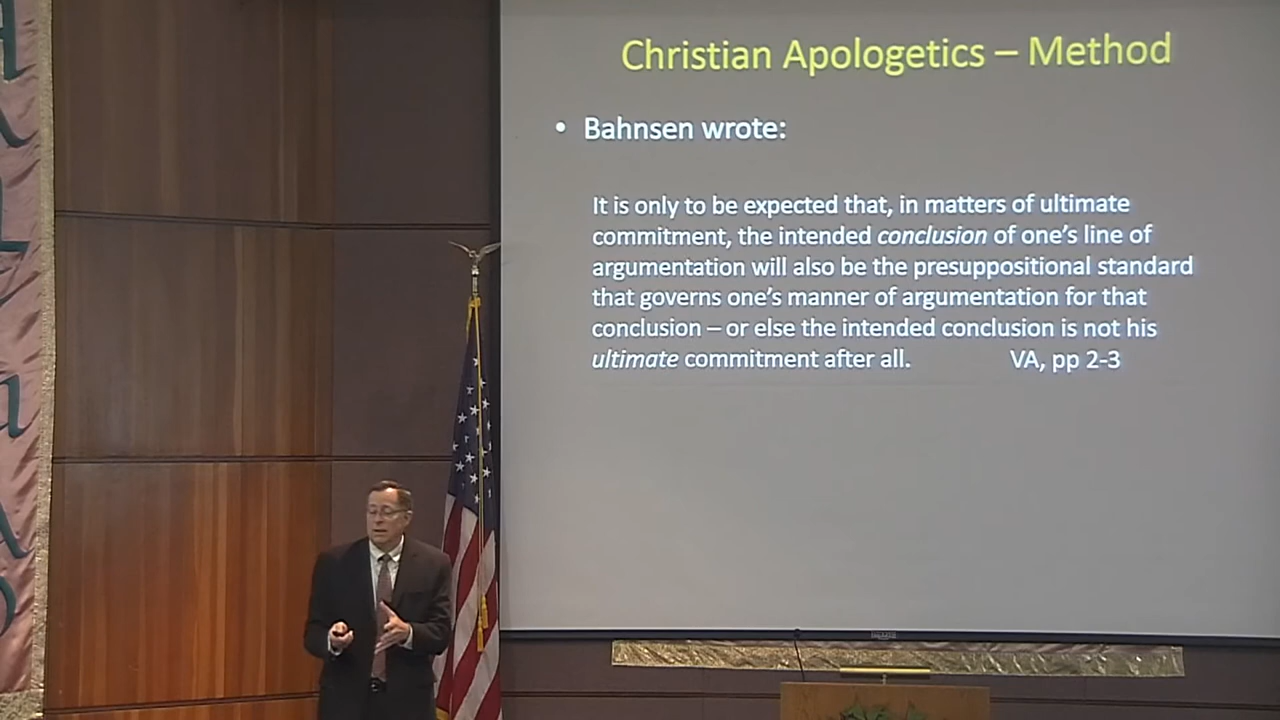 Christian Apologetics – Method
• Bahnsen wrote:
It is only to be expected that, in matters of ultimate
commitment, the intended conclusion of one's line of
argumentation will also be the presuppositional standard
that governs one's manner of argumentation for that
conclusion – or else the intended conclusion is not his
ultimate commitment after all. VA, pp 2-3